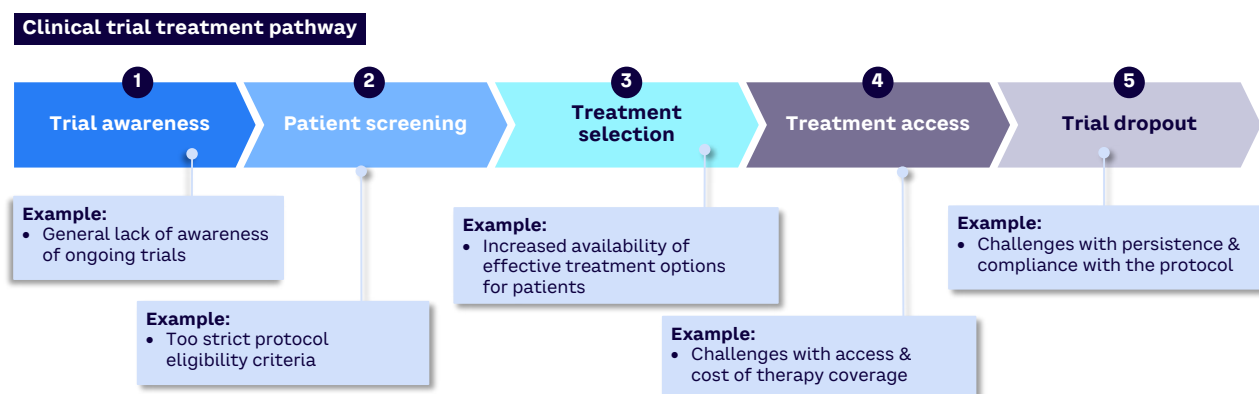 Clinical trial treatment pathway
1
Trial awareness
2
Patient screening
3
Treatment
selection
4
Treatment access
5
Trial dropout
Example:
• General lack of awareness
of ongoing trials
Example:
• Too strict protocol
eligibility criteria
Example:
• Increased availability of
effective treatment options
for patients
Example:
• Challenges with access &
cost of therapy coverage
Example:
• Challenges with persistence &
compliance with the protocol